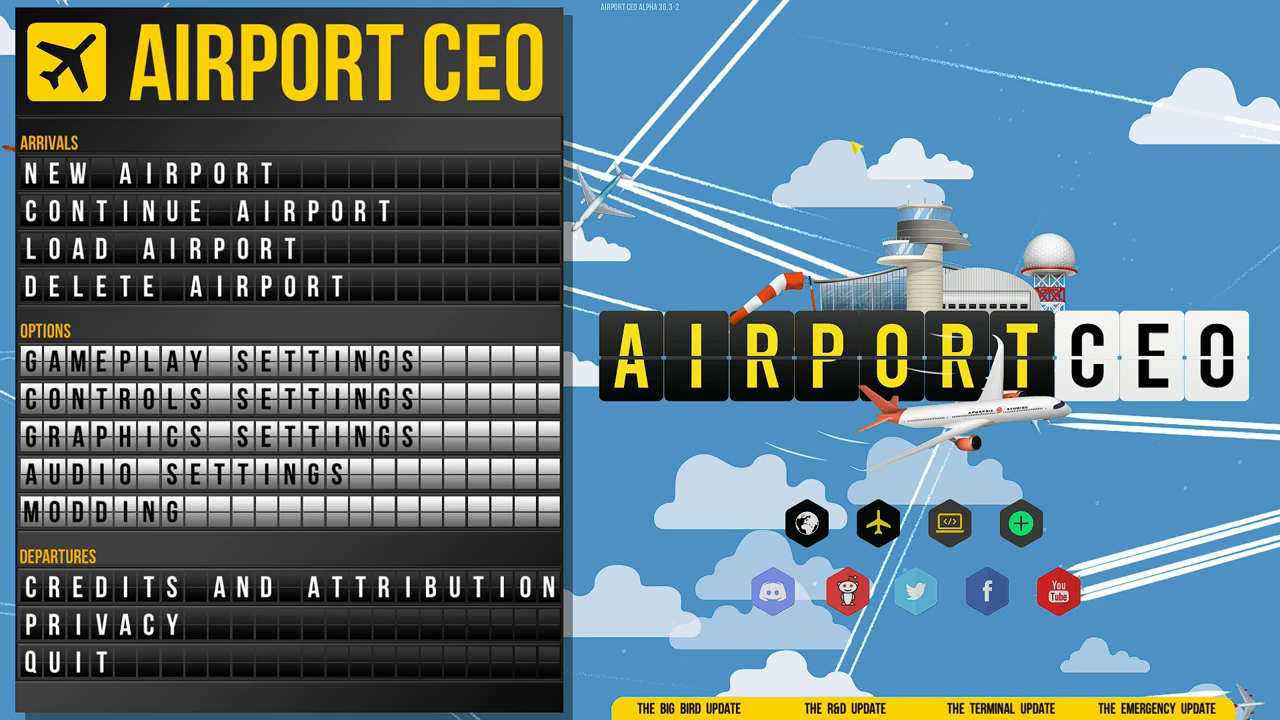 AIRPORT CEO ALPHA 36.3-2
AIRPORT CEO
ARRIVALS
NEW AIRPORT
CONTINUE AIRPORT
LOAD AIRPORT
DELETE AIRPORT
OPTIONS
GAMEPLAY SETTINGS
CONTROLS SETTINGS
GRAPHICS SETTINGS
AUDIO SETTINGS
MODDING
DEPARTURES
CREDITS AND ATTRIBUTION
PRIVACY
QUIT
AIRPORT CEO
APOAPSIS STUDIOS
You
Tube
THE BIG BIRD UPDATE THE R&D UPDATE THE TERMINAL UPDATE THE EMERGENCY UPDATE